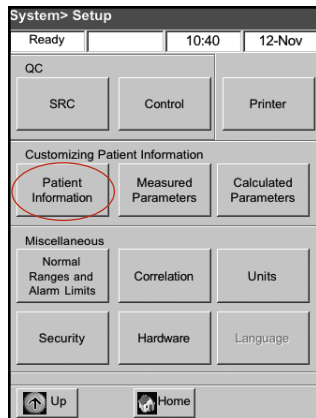 System> Setup
Ready 10:40 12-Nov
QC
SRC Control Printer
Customizing Patient Information
Patient Information Measured Parameters Calculated Parameters
Miscellaneous
Normal Ranges and Alarm Limits Correlation Units
Security Hardware Language
Up Home